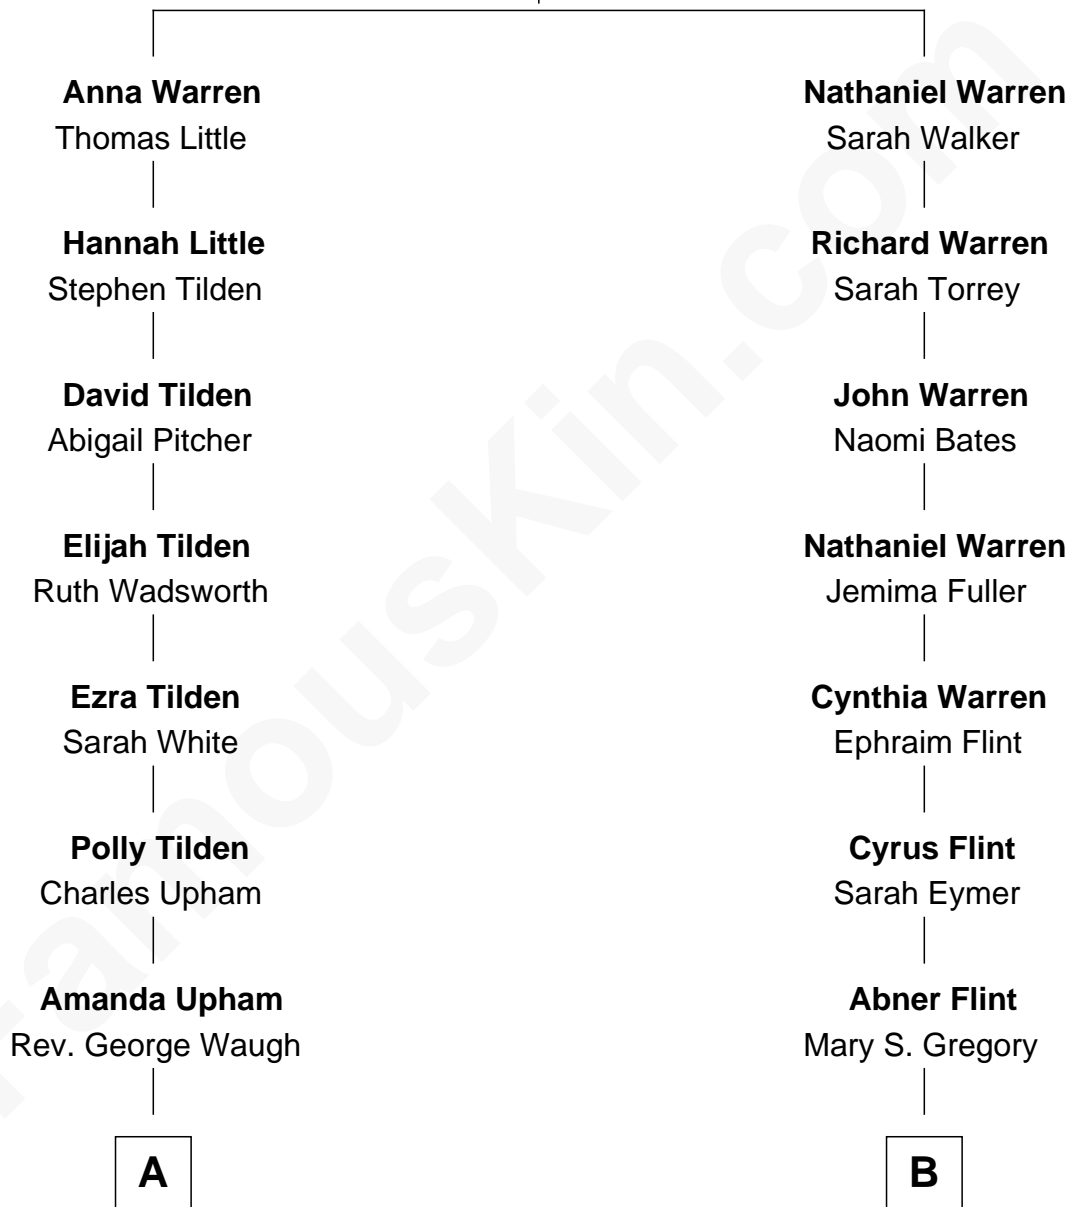 Anna Warren
Thomas Little
Hannah Little
Stephen Tilden
David Tilden
Abigail Pitcher
Elijah Tilden
Ruth Wadsworth
Ezra Tilden
Sarah White
Polly Tilden
Charles Upham
Amanda Upham
Rev. George Waugh
A
Nathaniel Warren
Sarah Walker
Richard Warren
Sarah Torrey
John Warren
Naomi Bates
Nathaniel Warren
Jemima Fuller
Cynthia Warren
Ephraim Flint
Cyrus Flint
Sarah Eymer
Abner Flint
Mary S. Gregory
B
FamousKin.com